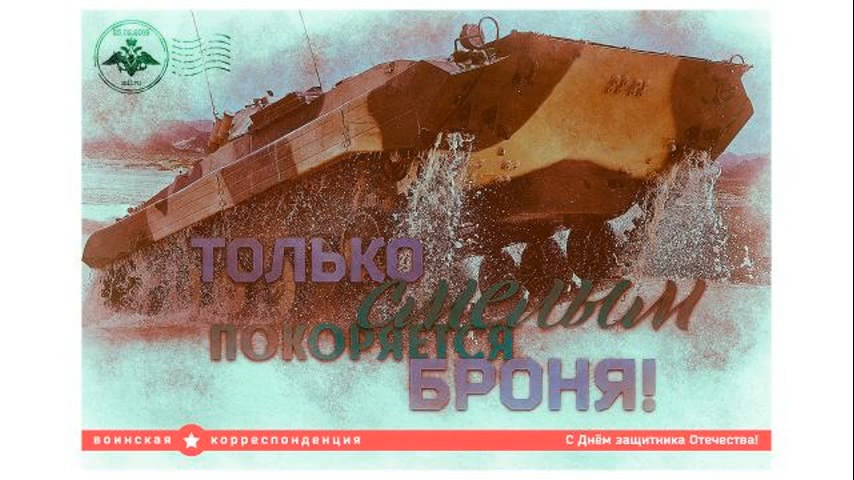 ТОЛЬКО
смелым
ПОКОРЯЕТСЯ
БРОНЯ!
воинская корреспонденция
С Днём защитника Отечества!